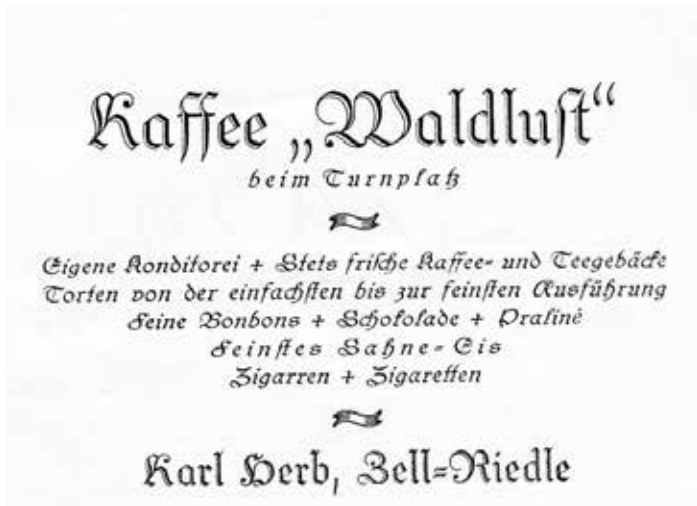 Kaffee „Waldlust“
beim Turnplatz
Eigene Konditorei + Stets frische Kaffee- und Teegebäcke
Torten von der einfachsten bis zur feinsten Ausführung
Feine Bonbons + Schokolade + Praliné
Feinstes Sahne-Eis
Zigarren + Zigaretten
Karl Herb, Zell-Riedle